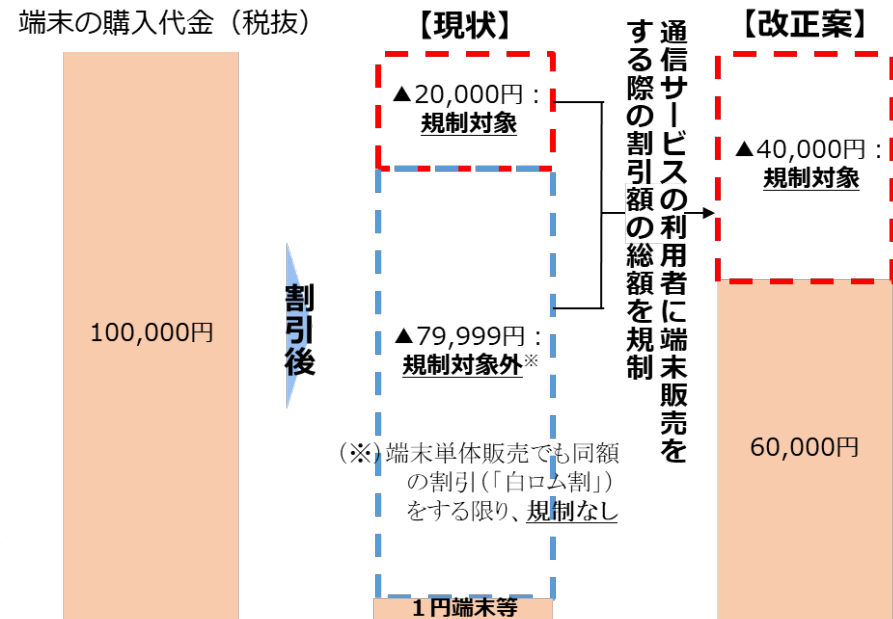 端末の購入代金（税抜）
100,000円
割引後
【現状】
▲20,000円：
規制対象
▲79,999円：
規制対象外※
(※)端末単体販売でも同額
の割引（「白ロム割」）
をする限り、規制なし
１円端末等
通信サービスの利用者に端末販売を
する際の割引額の総額を規制
【改正案】
▲40,000円：
規制対象
60,000円